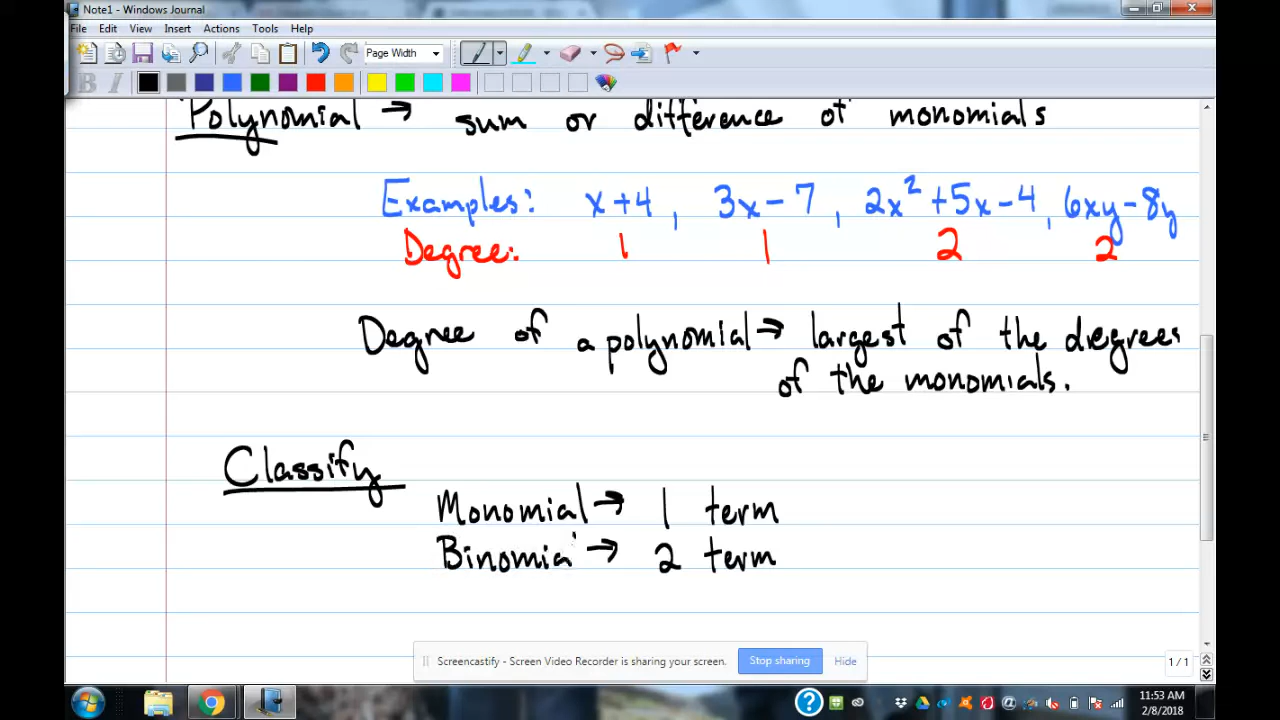 Note1 - Windows Journal
File Edit View Insert Actions Tools Help
Page Width
Polynomial → sum or difference of monomials
Examples: x+4, 3x-7, 2x²+5x-4, 6xy-8y
Degree: 1 1 2 2
Degree of a polynomial → largest of the degrees
of the monomials.
Classify
Monomial → 1 term
Binomia → 2 term
Screencastify - Screen Video Recorder is sharing your screen. Stop sharing Hide
1 / 1
11:53 AM
2/8/2018